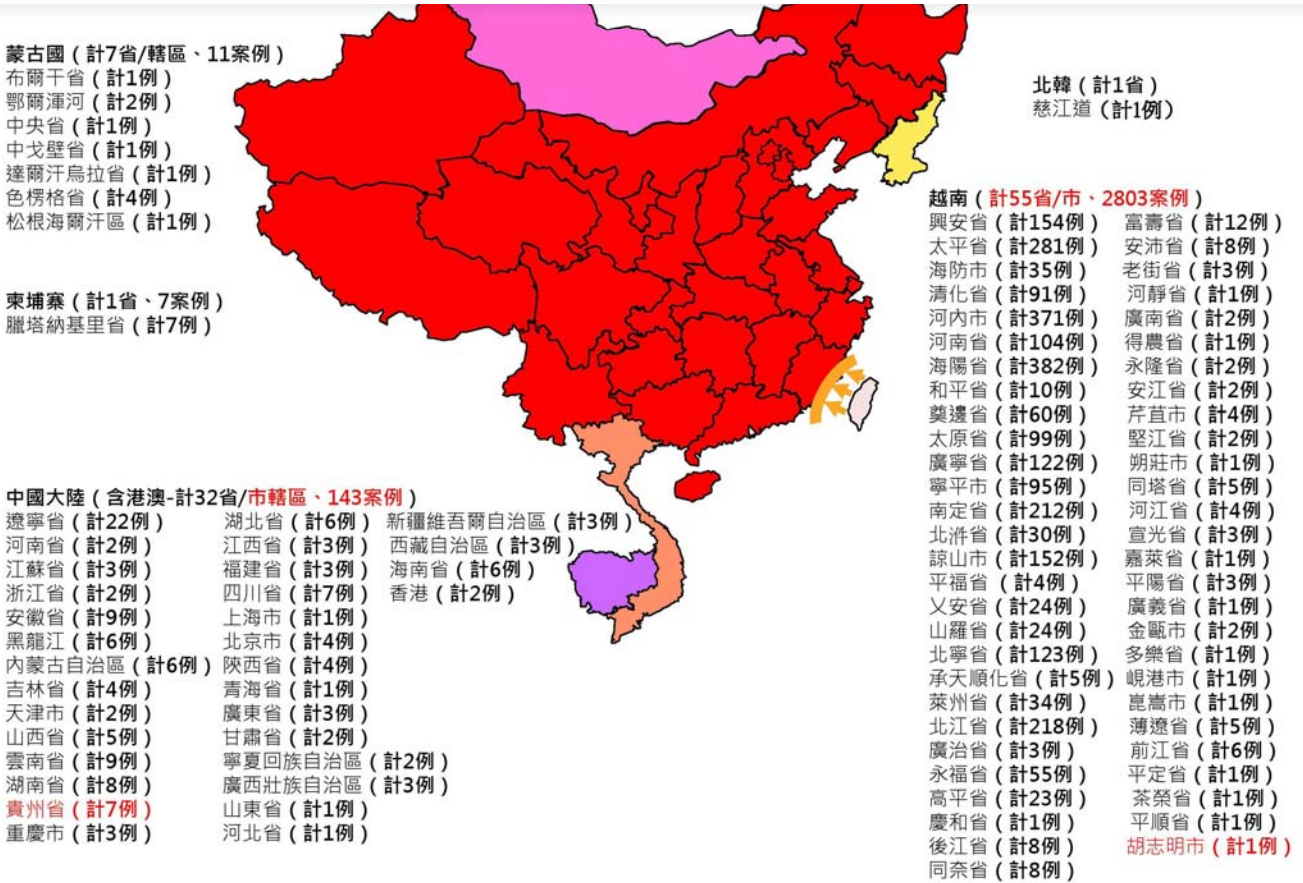 蒙古國（計7省/轄區、11案例）
布爾干省（計1例）
鄂爾渾河（計2例）
中央省（計1例）
中戈壁省（計1例）
達爾汗烏拉省（計1例）
色楞格省（計4例）
松根海爾汗區（計1例）
柬埔寨（計1省、7案例）
臘塔納基里省（計7例）
中國大陸（含港澳-計32省/市轄區、143案例）
遼寧省（計22例）
河南省（計2例）
江蘇省（計3例）
浙江省（計2例）
安徽省（計9例）
黑龍江（計6例）
內蒙古自治區（計6例）
吉林省（計4例）
天津市（計2例）
山西省（計5例）
雲南省（計9例）
湖南省（計8例）
貴州省（計7例）
重慶市（計3例）
湖北省（計6例）
江西省（計3例）
福建省（計3例）
四川省（計7例）
上海市（計1例）
北京市（計4例）
陝西省（計4例）
青海省（計1例）
廣東省（計3例）
甘肅省（計2例）
寧夏回族自治區（計2例）
廣西壯族自治區（計3例）
山東省（計1例）
河北省（計1例）
新疆維吾爾自治區（計3例）
西藏自治區（計3例）
海南省（計6例）
香港（計2例）
北韓（計1省）
慈江道（計1例）
越南（計55省/市、2803案例）
興安省（計154例）
太平省（計281例）
海防市（計35例）
清化省（計91例）
河內市（計371例）
河南省（計104例）
海陽省（計382例）
和平省（計10例）
奠邊省（計60例）
太原省（計99例）
廣寧省（計122例）
寧平市（計95例）
南定省（計212例）
北𣴓省（計30例）
諒山市（計152例）
平福省（計4例）
乂安省（計24例）
山羅省（計24例）
北寧省（計123例）
承天順化省（計5例）
萊州省（計34例）
北江省（計218例）
廣治省（計3例）
永福省（計55例）
高平省（計23例）
慶和省（計1例）
後江省（計8例）
同奈省（計8例）
富壽省（計12例）
安沛省（計8例）
老街省（計3例）
河靜省（計1例）
廣南省（計2例）
得農省（計1例）
永隆省（計2例）
安江省（計2例）
芹苴市（計4例）
堅江省（計2例）
朔莊市（計1例）
同塔省（計5例）
河江省（計4例）
宣光省（計3例）
嘉萊省（計1例）
平陽省（計3例）
廣義省（計1例）
金甌市（計2例）
多樂省（計1例）
峴港市（計1例）
崑嵩市（計1例）
薄遼省（計5例）
前江省（計6例）
平定省（計1例）
茶榮省（計1例）
平順省（計1例）
胡志明市（計1例）